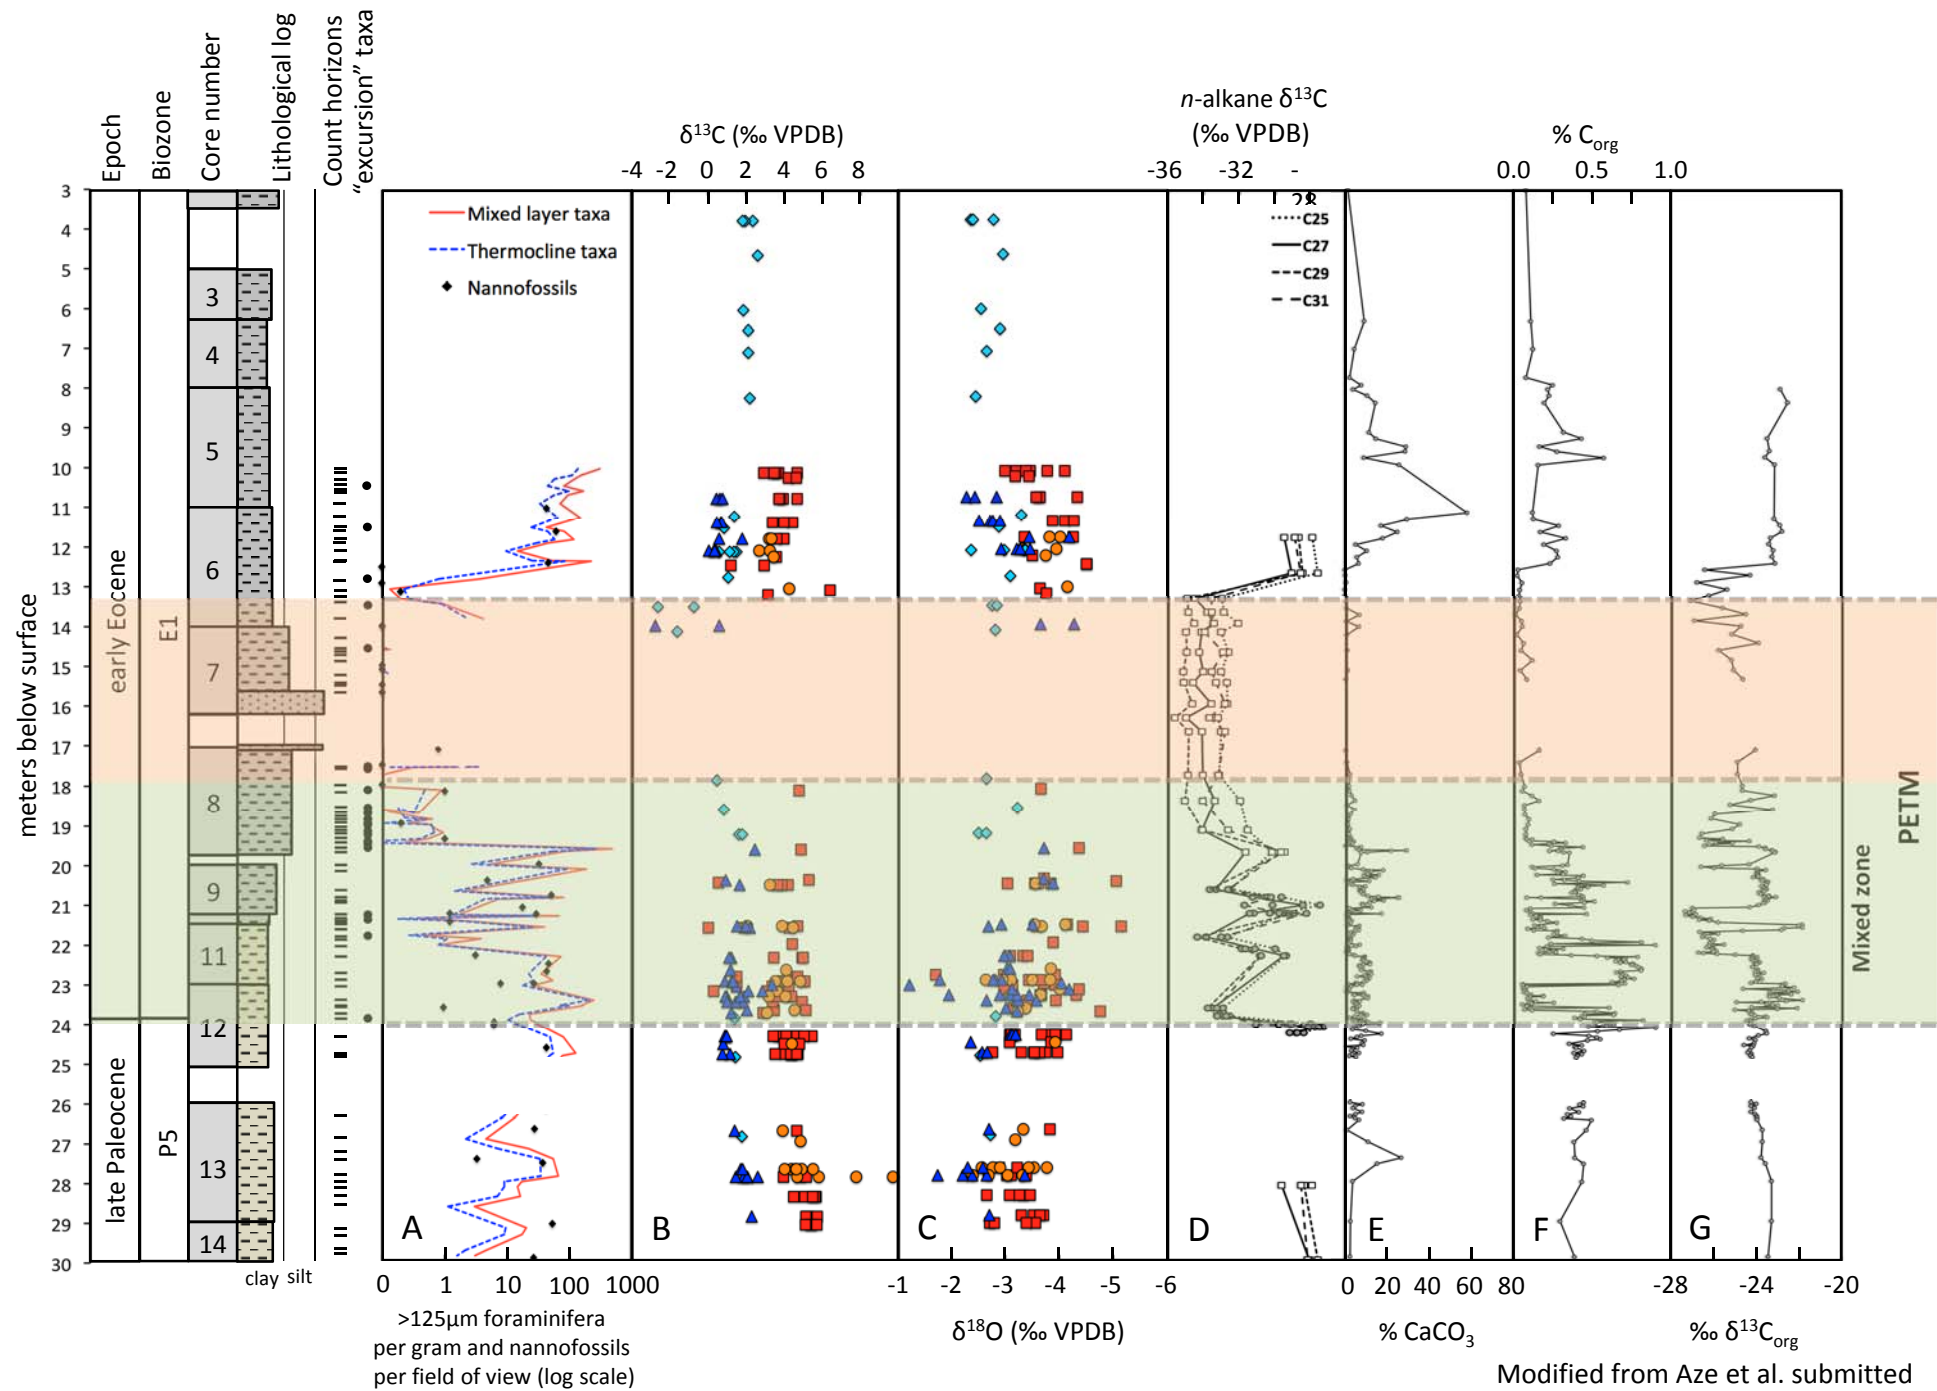 Epoch
Biozone
Core number
Lithological log
Count horizons
"excursion" taxa
δ13C (‰ VPDB)
-4 -2 0 2 4 6 8
n-alkane δ13C
(‰ VPDB)
-36 -32 -
28
% Corg
0.0 0.5 1.0
meters below surface
3
4
5
6
7
8
9
10
11
12
13
14
15
16
17
18
19
20
21
22
23
24
25
26
27
28
29
30
early Eocene
late Paleocene
E1
P5
3
4
5
6
7
8
9
11
12
13
14
clay silt
Mixed layer taxa
Thermocline taxa
Nannofossils
C25
C27
C29
C31
PETM
Mixed zone
A
B
C
D
E
F
G
0 1 10 100 1000
>125µm foraminifera
per gram and nannofossils
per field of view (log scale)
-1 -2 -3 -4 -5 -6
δ18O (‰ VPDB)
0 20 40 60 80
% CaCO3
-28 -24 -20
‰ δ13Corg
Modified from Aze et al. submitted